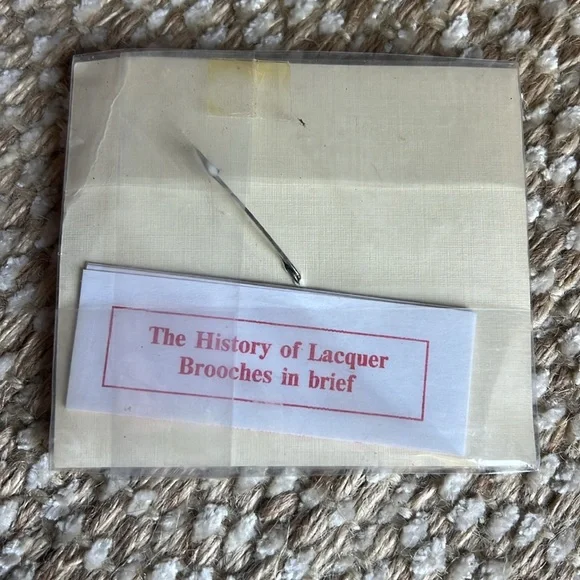 The History of Lacquer
Brooches in brief